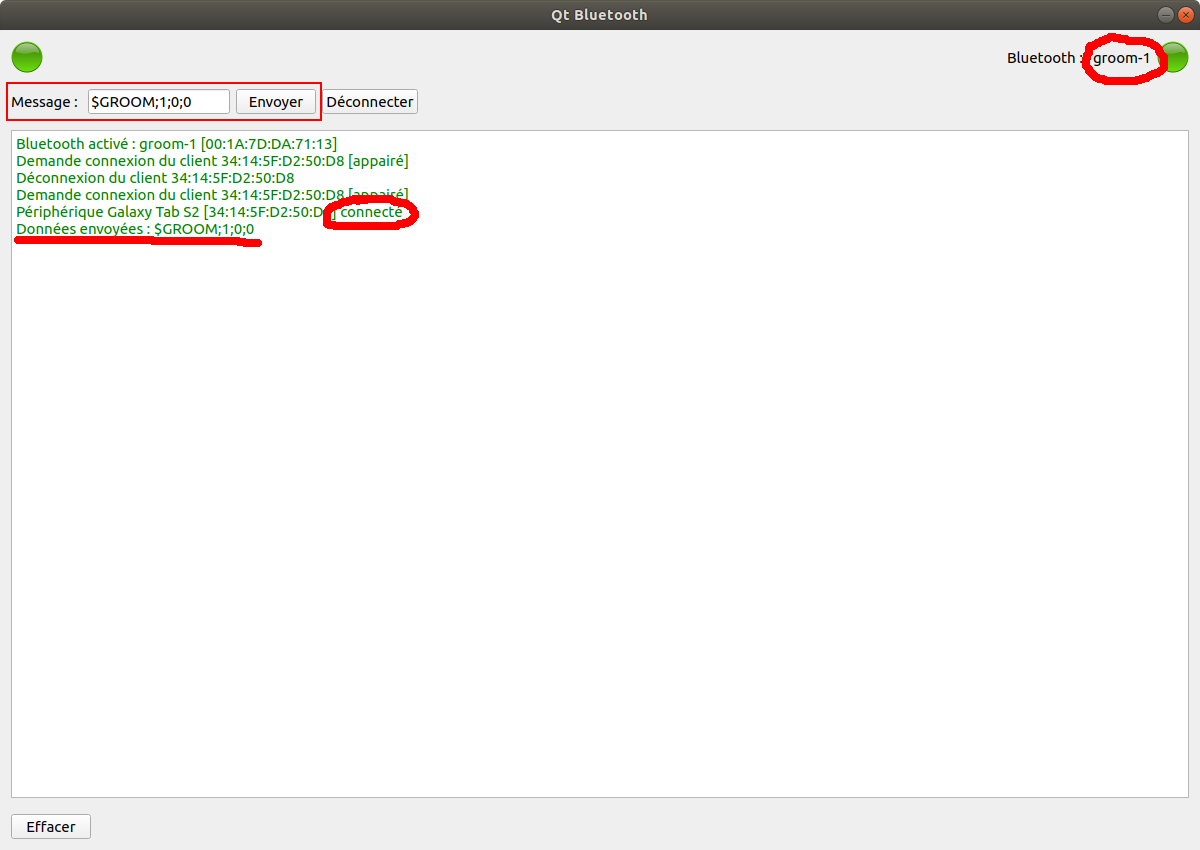 Qt Bluetooth
Bluetooth : groom-1
Message : $GROOM;1;0;0 Envoyer Déconnecter
Bluetooth activé : groom-1 [00:1A:7D:DA:71:13]
Demande connexion du client 34:14:5F:D2:50:D8 [appairé]
Déconnexion du client 34:14:5F:D2:50:D8
Demande connexion du client 34:14:5F:D2:50:D8 [appairé]
Périphérique Galaxy Tab S2 [34:14:5F:D2:50:D8] connecté
Données envoyées : $GROOM;1;0;0
Effacer